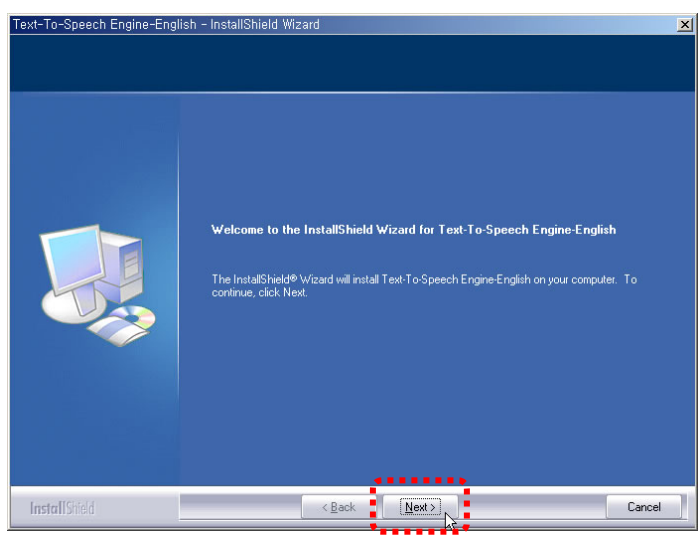 Text-To-Speech Engine-English - InstallShield Wizard
Welcome to the InstallShield Wizard for Text-To-Speech Engine-English
The InstallShield® Wizard will install Text-To-Speech Engine-English on your computer. To
continue, click Next.
InstallShield
< Back
Next >
Cancel